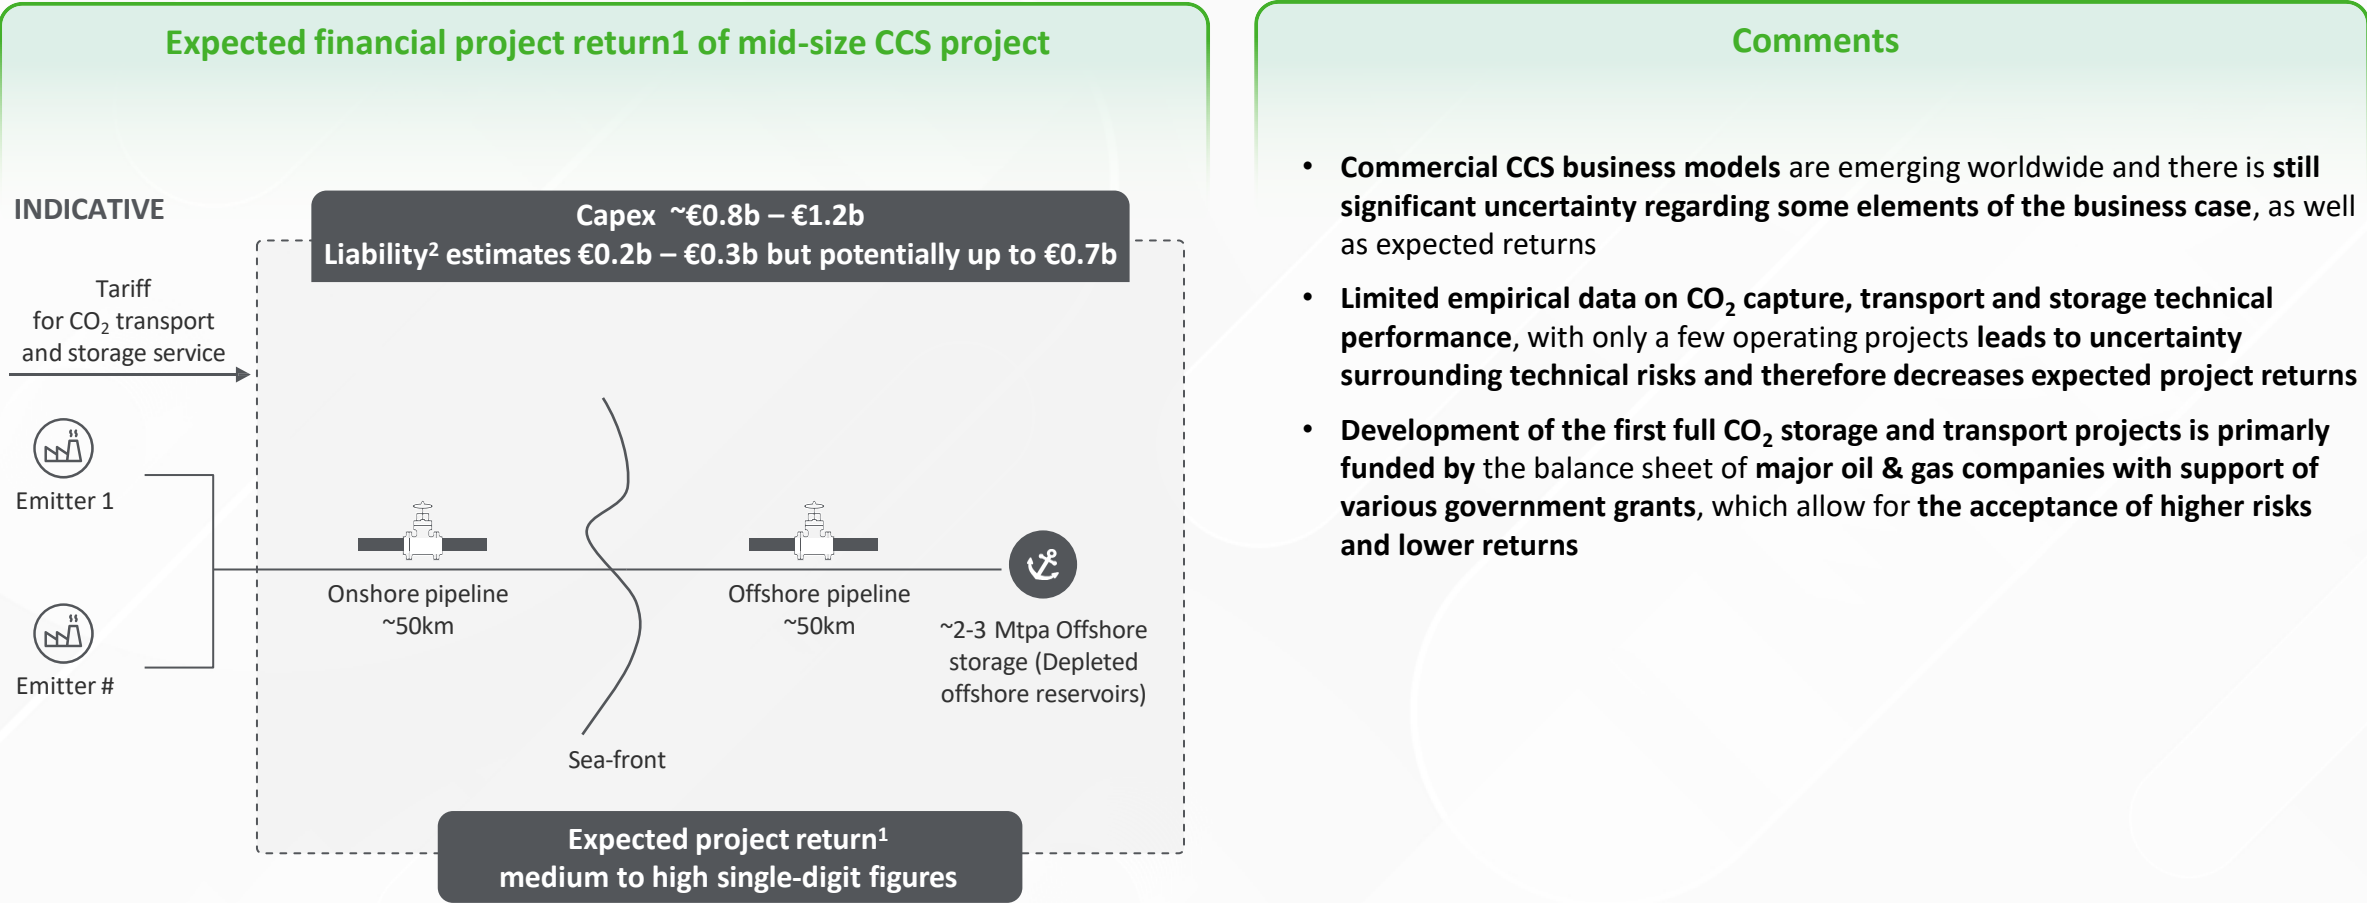 Expected financial project return1 of mid-size CCS project
INDICATIVE
Capex ~€0.8b – €1.2b
Liability² estimates €0.2b – €0.3b but potentially up to €0.7b
Tariff
for CO₂ transport
and storage service
Emitter 1
Emitter #
Onshore pipeline
~50km
Offshore pipeline
~50km
~2-3 Mtpa Offshore
storage (Depleted
offshore reservoirs)
Sea-front
Expected project return¹
medium to high single-digit figures
Comments
• Commercial CCS business models are emerging worldwide and there is still
significant uncertainty regarding some elements of the business case, as well
as expected returns
• Limited empirical data on CO₂ capture, transport and storage technical
performance, with only a few operating projects leads to uncertainty
surrounding technical risks and therefore decreases expected project returns
• Development of the first full CO₂ storage and transport projects is primarly
funded by the balance sheet of major oil & gas companies with support of
various government grants, which allow for the acceptance of higher risks
and lower returns